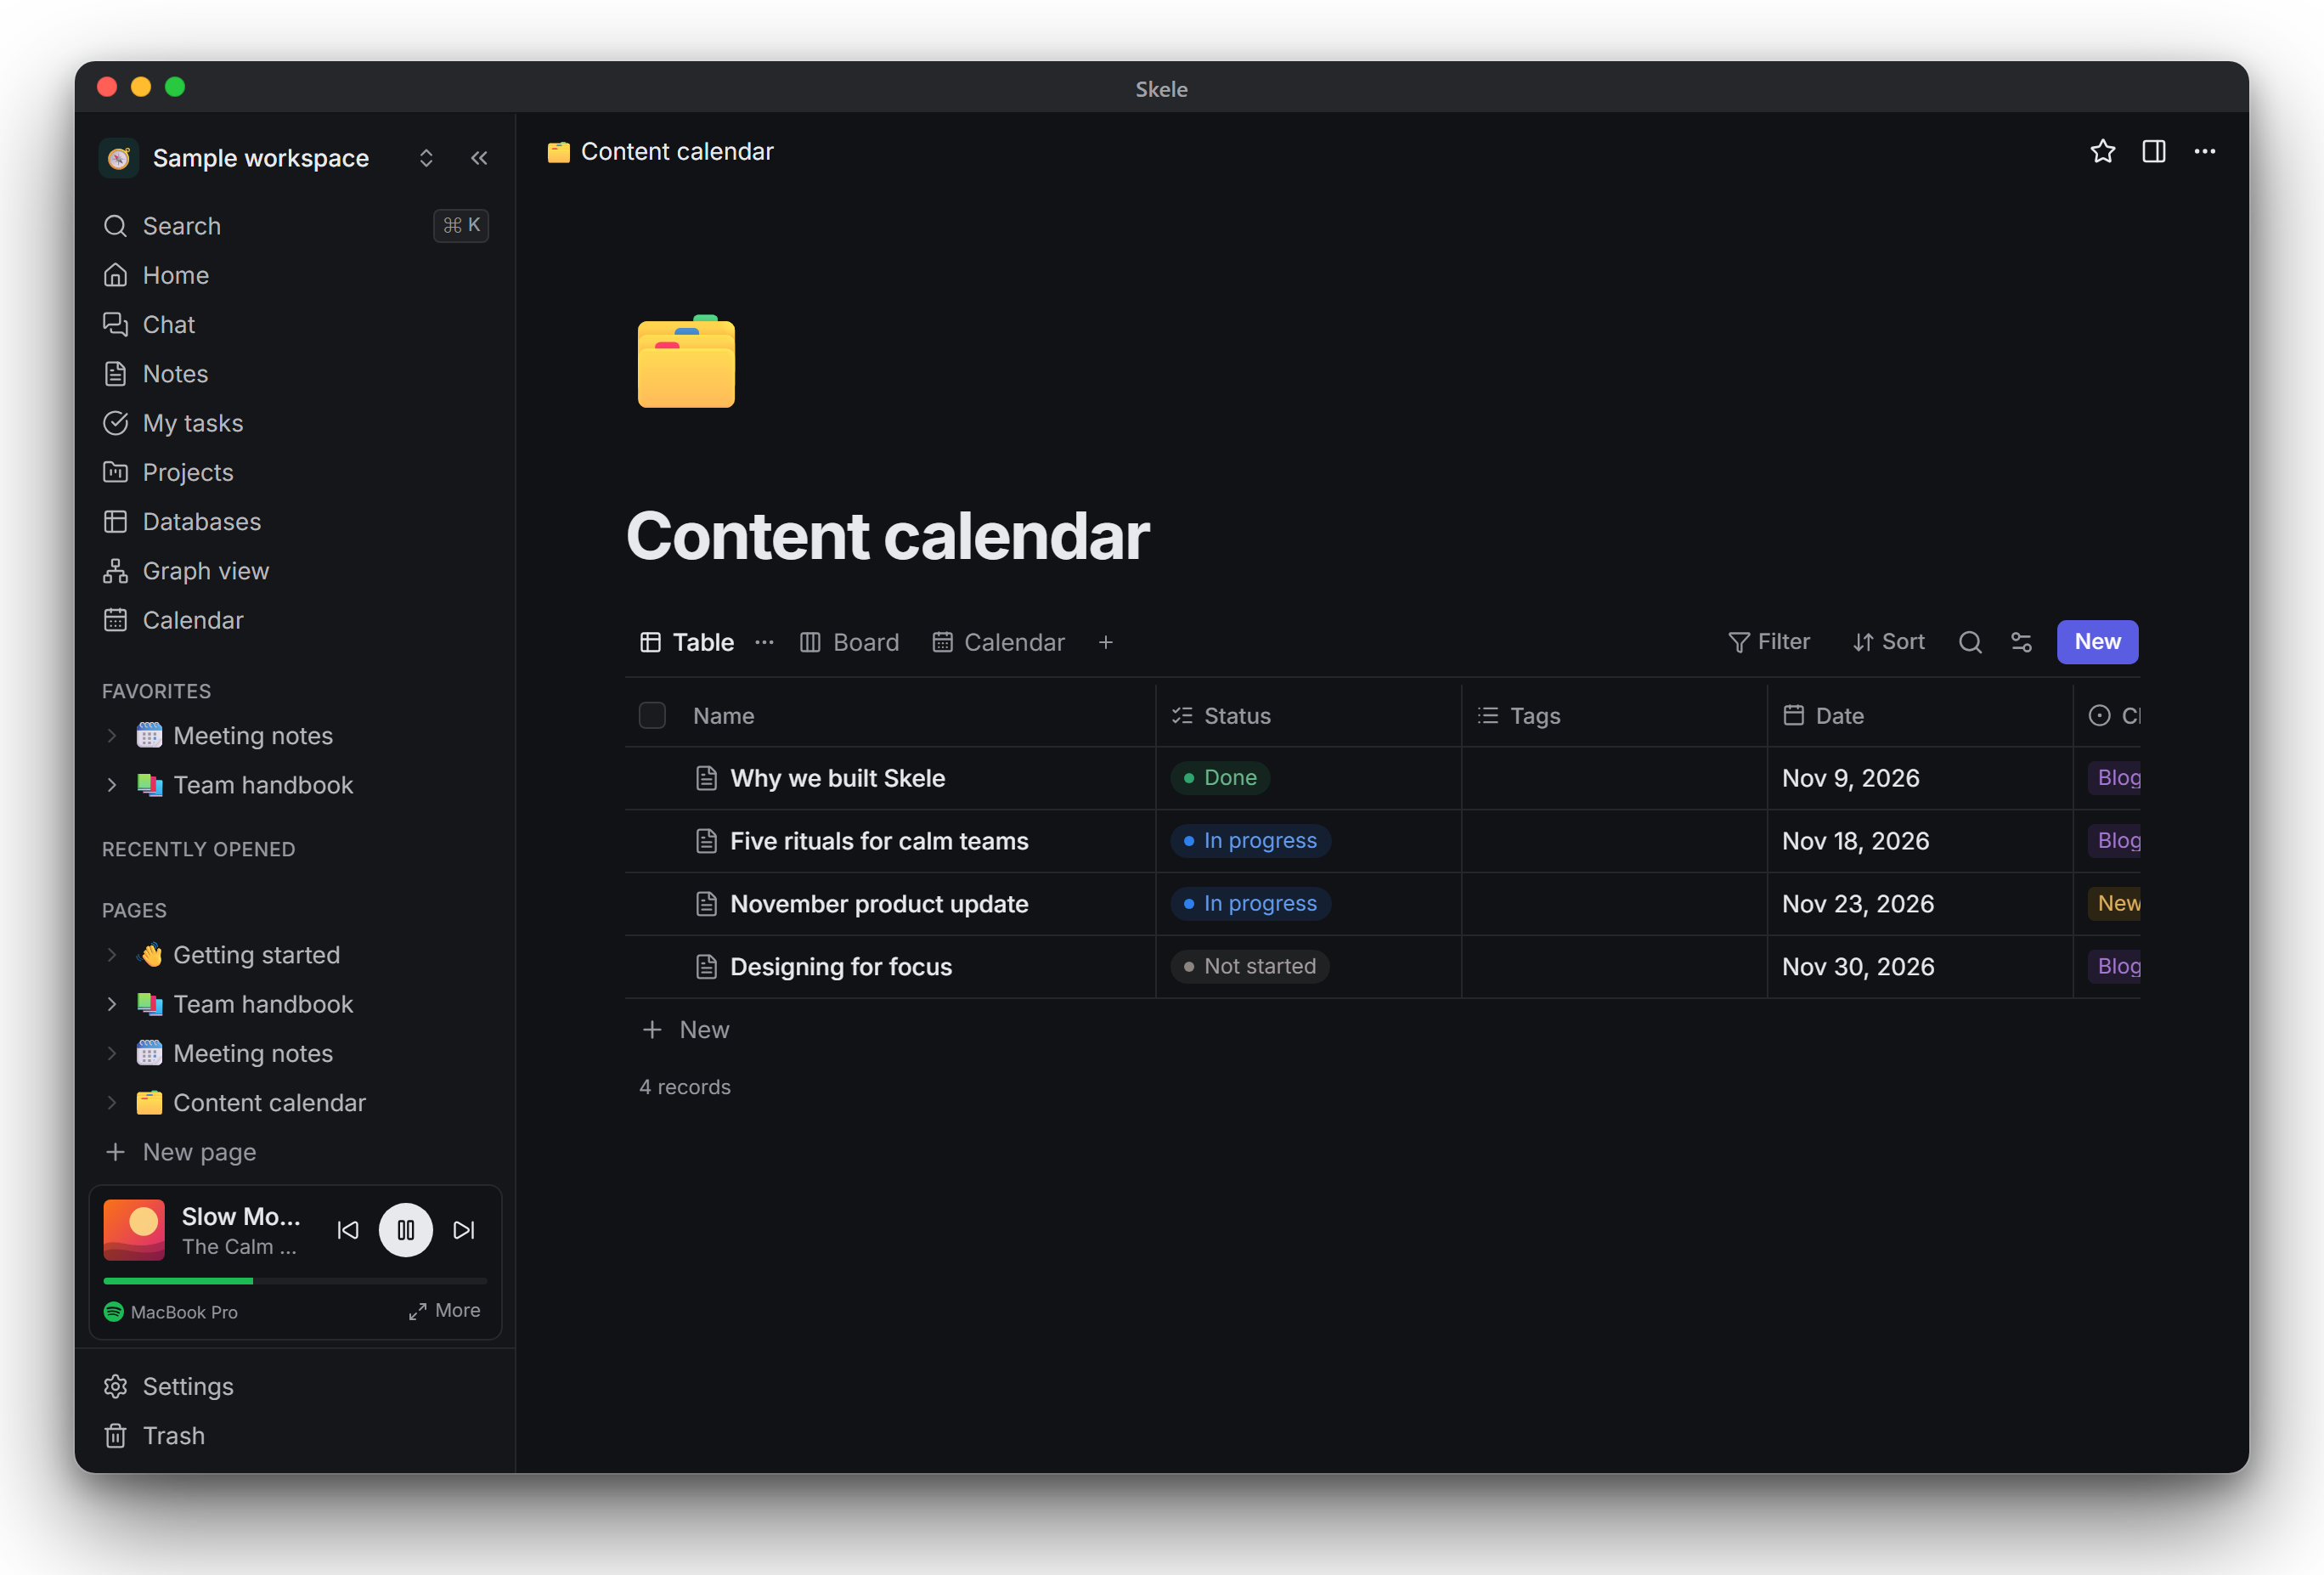 Skele
Sample workspace
Search
⌘ K
Home
Chat
Notes
My tasks
Projects
Databases
Graph view
Calendar
FAVORITES
Meeting notes
Team handbook
RECENTLY OPENED
PAGES
Getting started
Team handbook
Meeting notes
Content calendar
New page
Slow Mo...
The Calm ...
MacBook Pro
More
Settings
Trash
Content calendar
Content calendar
Table
Board
Calendar
Filter
Sort
New
Name Status Tags Date
Why we built Skele Done Nov 9, 2026 Blog
Five rituals for calm teams In progress Nov 18, 2026 Blog
November product update In progress Nov 23, 2026 New
Designing for focus Not started Nov 30, 2026 Blog
New
4 records